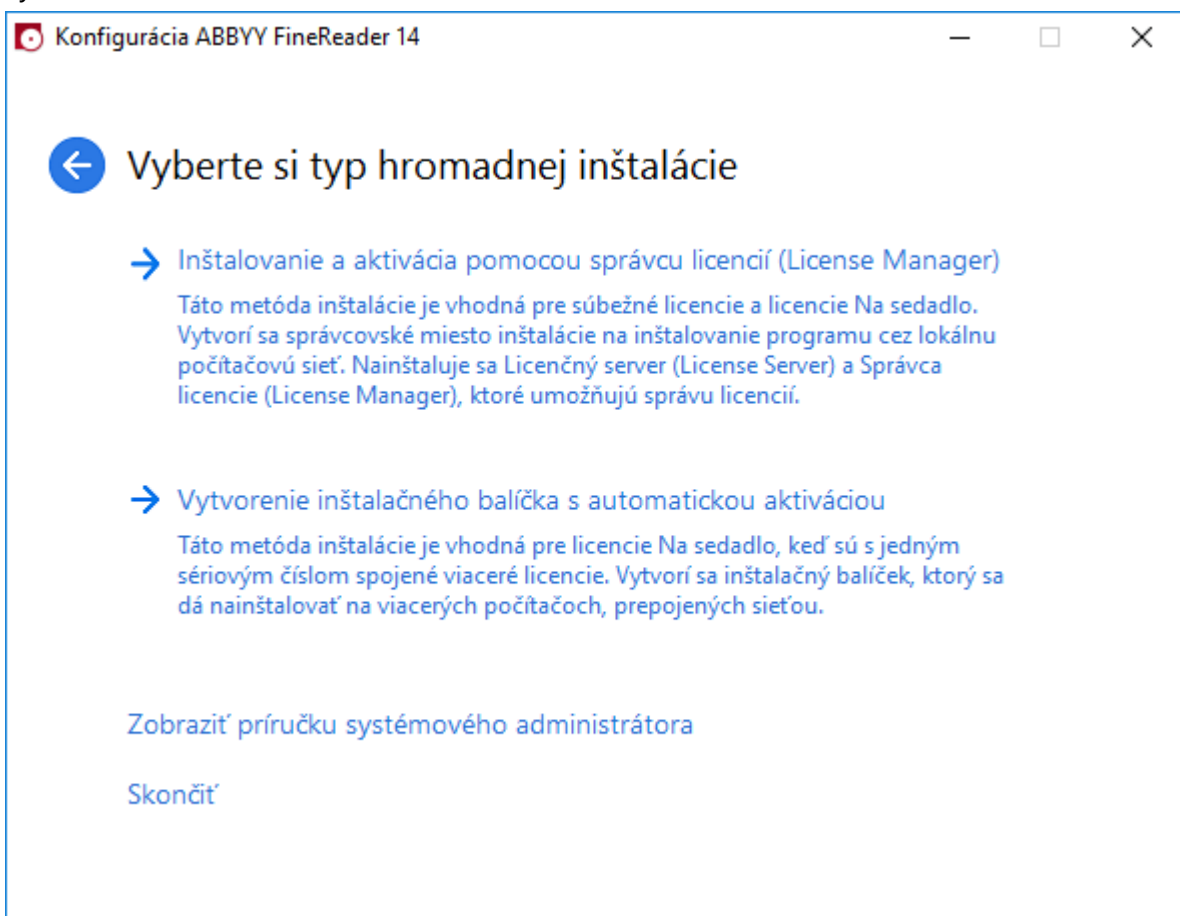 Konfigurácia ABBYY FineReader 14
Vyberte si typ hromadnej inštalácie
Inštalovanie a aktivácia pomocou správcu licencií (License Manager)
Táto metóda inštalácie je vhodná pre súbežné licencie a licencie Na sedadlo.
Vytvorí sa správcovské miesto inštalácie na inštalovanie programu cez lokálnu
počítačovú sieť. Nainštaluje sa Licenčný server (License Server) a Správca
licencie (License Manager), ktoré umožňujú správu licencií.
Vytvorenie inštalačného balíčka s automatickou aktiváciou
Táto metóda inštalácie je vhodná pre licencie Na sedadlo, keď sú s jedným
sériovým číslom spojené viaceré licencie. Vytvorí sa inštalačný balíček, ktorý sa
dá nainštalovať na viacerých počítačoch, prepojených sieťou.
Zobraziť príručku systémového administrátora
Skončiť